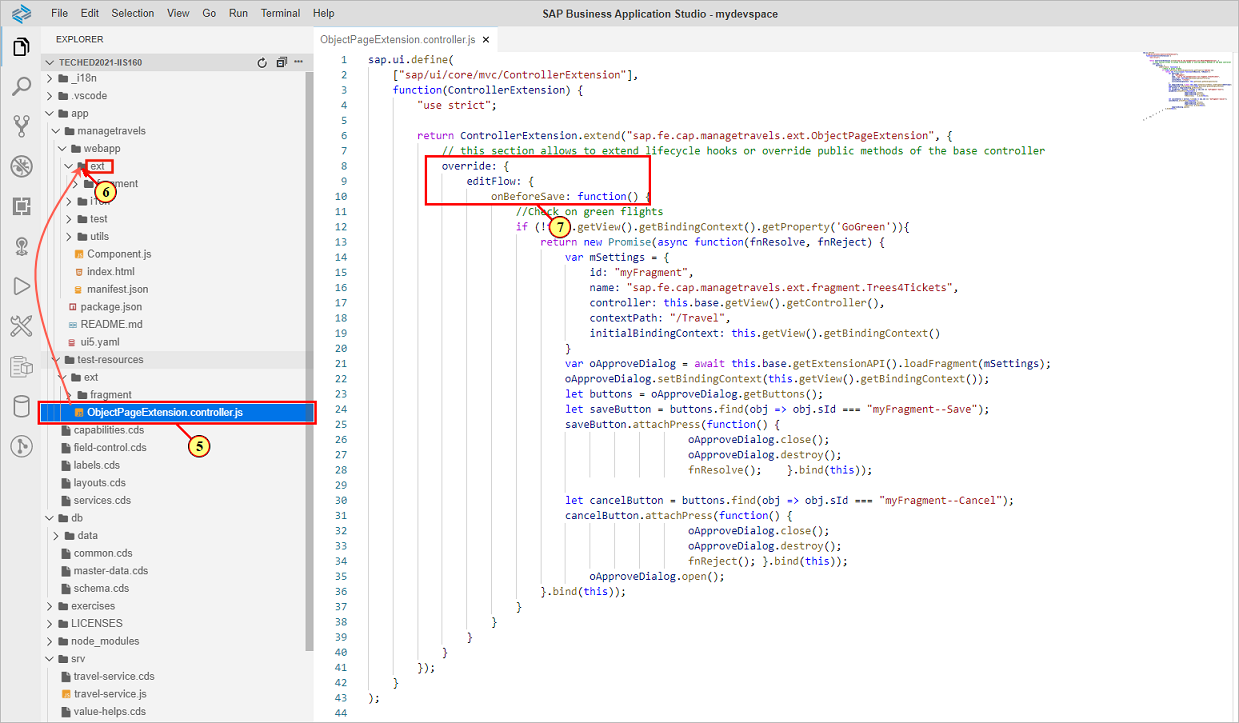 File Edit Selection View Go Run Terminal Help
SAP Business Application Studio - mydevspace
EXPLORER
TECHED2021-IIS160
_i18n
.vscode
app
managetravels
webapp
ext
6
test
utils
Component.js
index.html
manifest.json
package.json
README.md
ui5.yaml
test-resources
ext
fragment
ObjectPageExtension.controller.js
5
capabilities.cds
field-control.cds
labels.cds
layouts.cds
services.cds
db
data
common.cds
master-data.cds
schema.cds
exercises
LICENSES
node_modules
srv
travel-service.cds
travel-service.js
value-helps.cds
ObjectPageExtension.controller.js ×
1 sap.ui.define(
2 ["sap/ui/core/mvc/ControllerExtension"],
3 function(ControllerExtension) {
4 "use strict";
5
6 return ControllerExtension.extend("sap.fe.cap.managetravels.ext.ObjectPageExtension", {
7 // this section allows to extend lifecycle hooks or override public methods of the base controller
8 override: {
9 editFlow: {
10 onBeforeSave: function() {
7
11 //Check on green flights
12 if (! .getView().getBindingContext().getProperty('GoGreen')){
13 return new Promise(async function(fnResolve, fnReject) {
14 var mSettings = {
15 id: "myFragment",
16 name: "sap.fe.cap.managetravels.ext.fragment.Trees4Tickets",
17 controller: this.base.getView().getController(),
18 contextPath: "/Travel",
19 initialBindingContext: this.getView().getBindingContext()
20 }
21 var oApproveDialog = await this.base.getExtensionAPI().loadFragment(mSettings);
22 oApproveDialog.setBindingContext(this.getView().getBindingContext());
23 let buttons = oApproveDialog.getButtons();
24 let saveButton = buttons.find(obj => obj.sId === "myFragment--Save");
25 saveButton.attachPress(function() {
26 oApproveDialog.close();
27 oApproveDialog.destroy();
28 fnResolve(); }.bind(this));
29
30 let cancelButton = buttons.find(obj => obj.sId === "myFragment--Cancel");
31 cancelButton.attachPress(function() {
32 oApproveDialog.close();
33 oApproveDialog.destroy();
34 fnReject(); }.bind(this));
35 oApproveDialog.open();
36 }.bind(this));
37 }
38 }
39 }
40 }
41 });
42 }
43 );
44